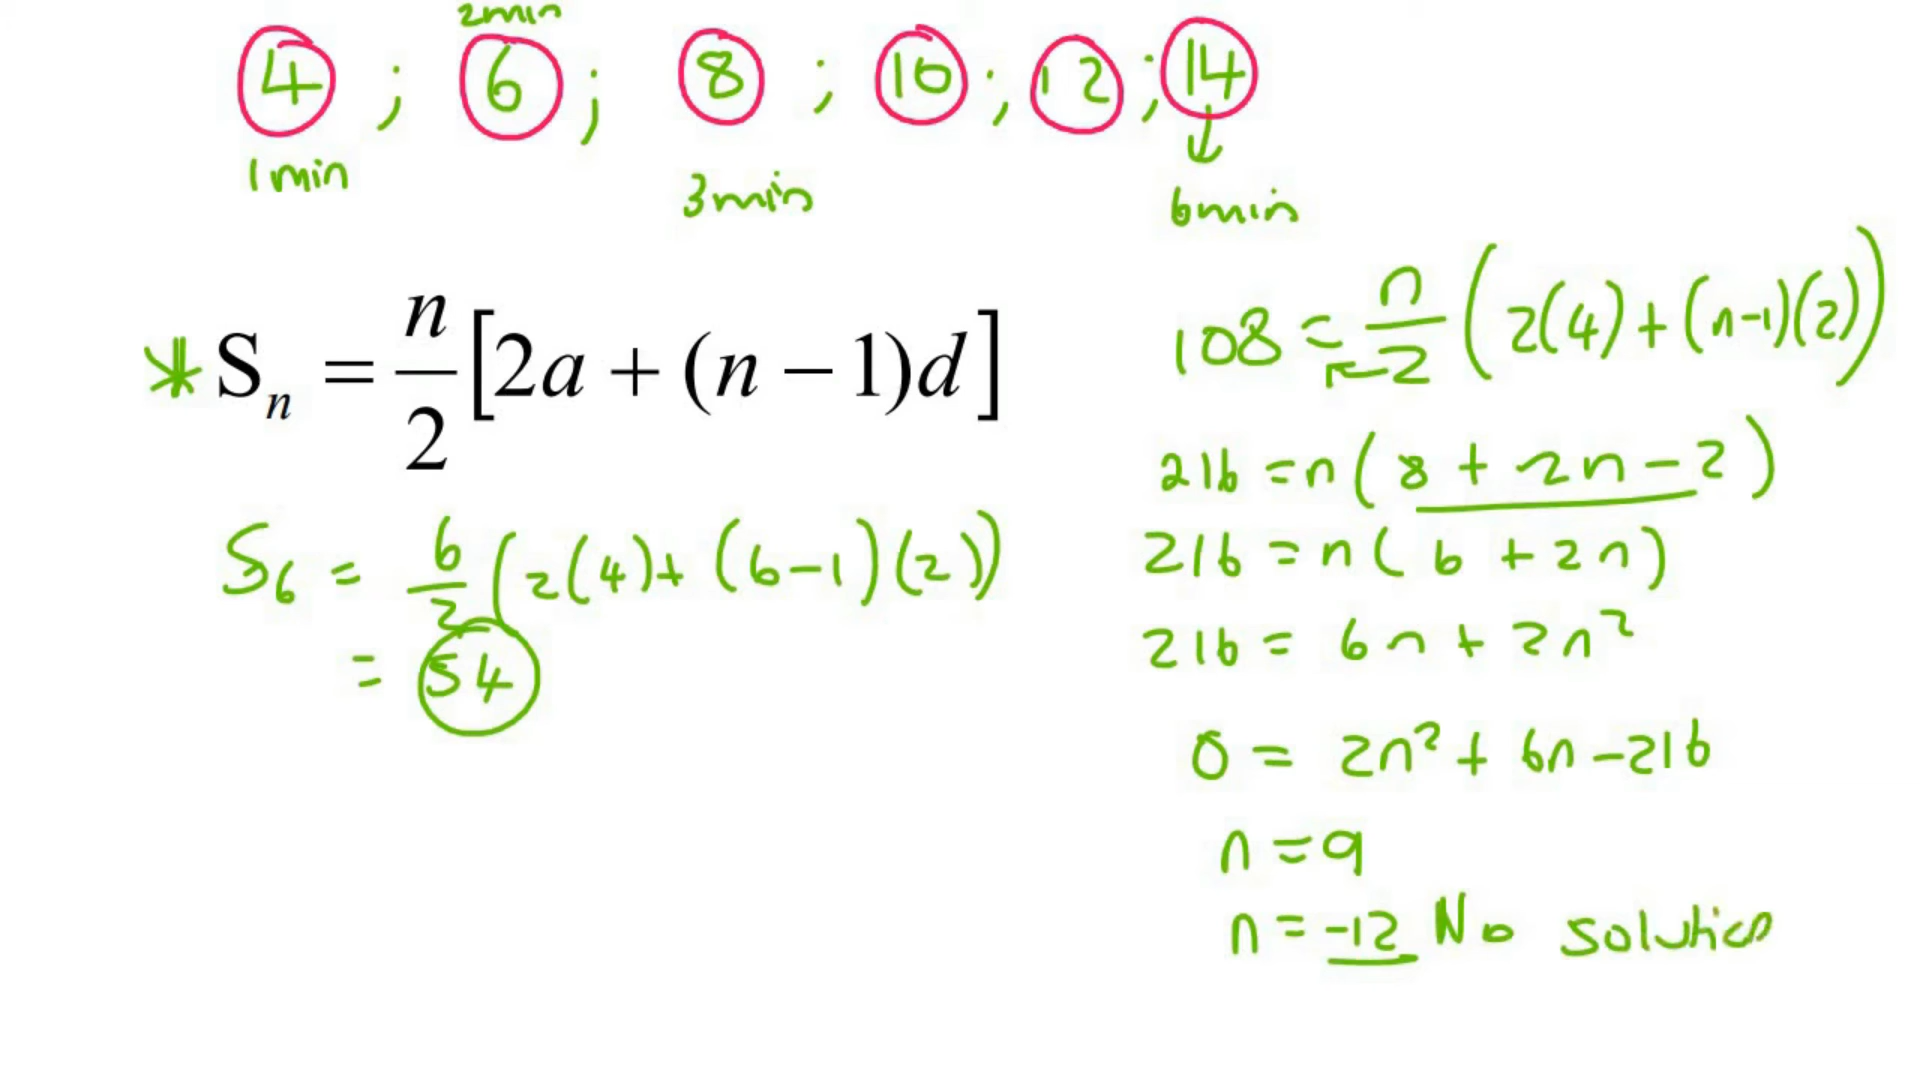 2min
4 ; 6 ; 8 ; 10 ; 12 ; 14
1min
3min
↓
6min
* Sn = n/2 [2a + (n − 1)d]
S6 = 6/2 (2(4) + (6-1)(2))
= 54
108 = n/2 (2(4) + (n-1)(2))
216 = n(8 + 2n - 2)
216 = n(6 + 2n)
216 = 6n + 2n²
0 = 2n² + 6n - 216
n = 9
n = -12 No solution